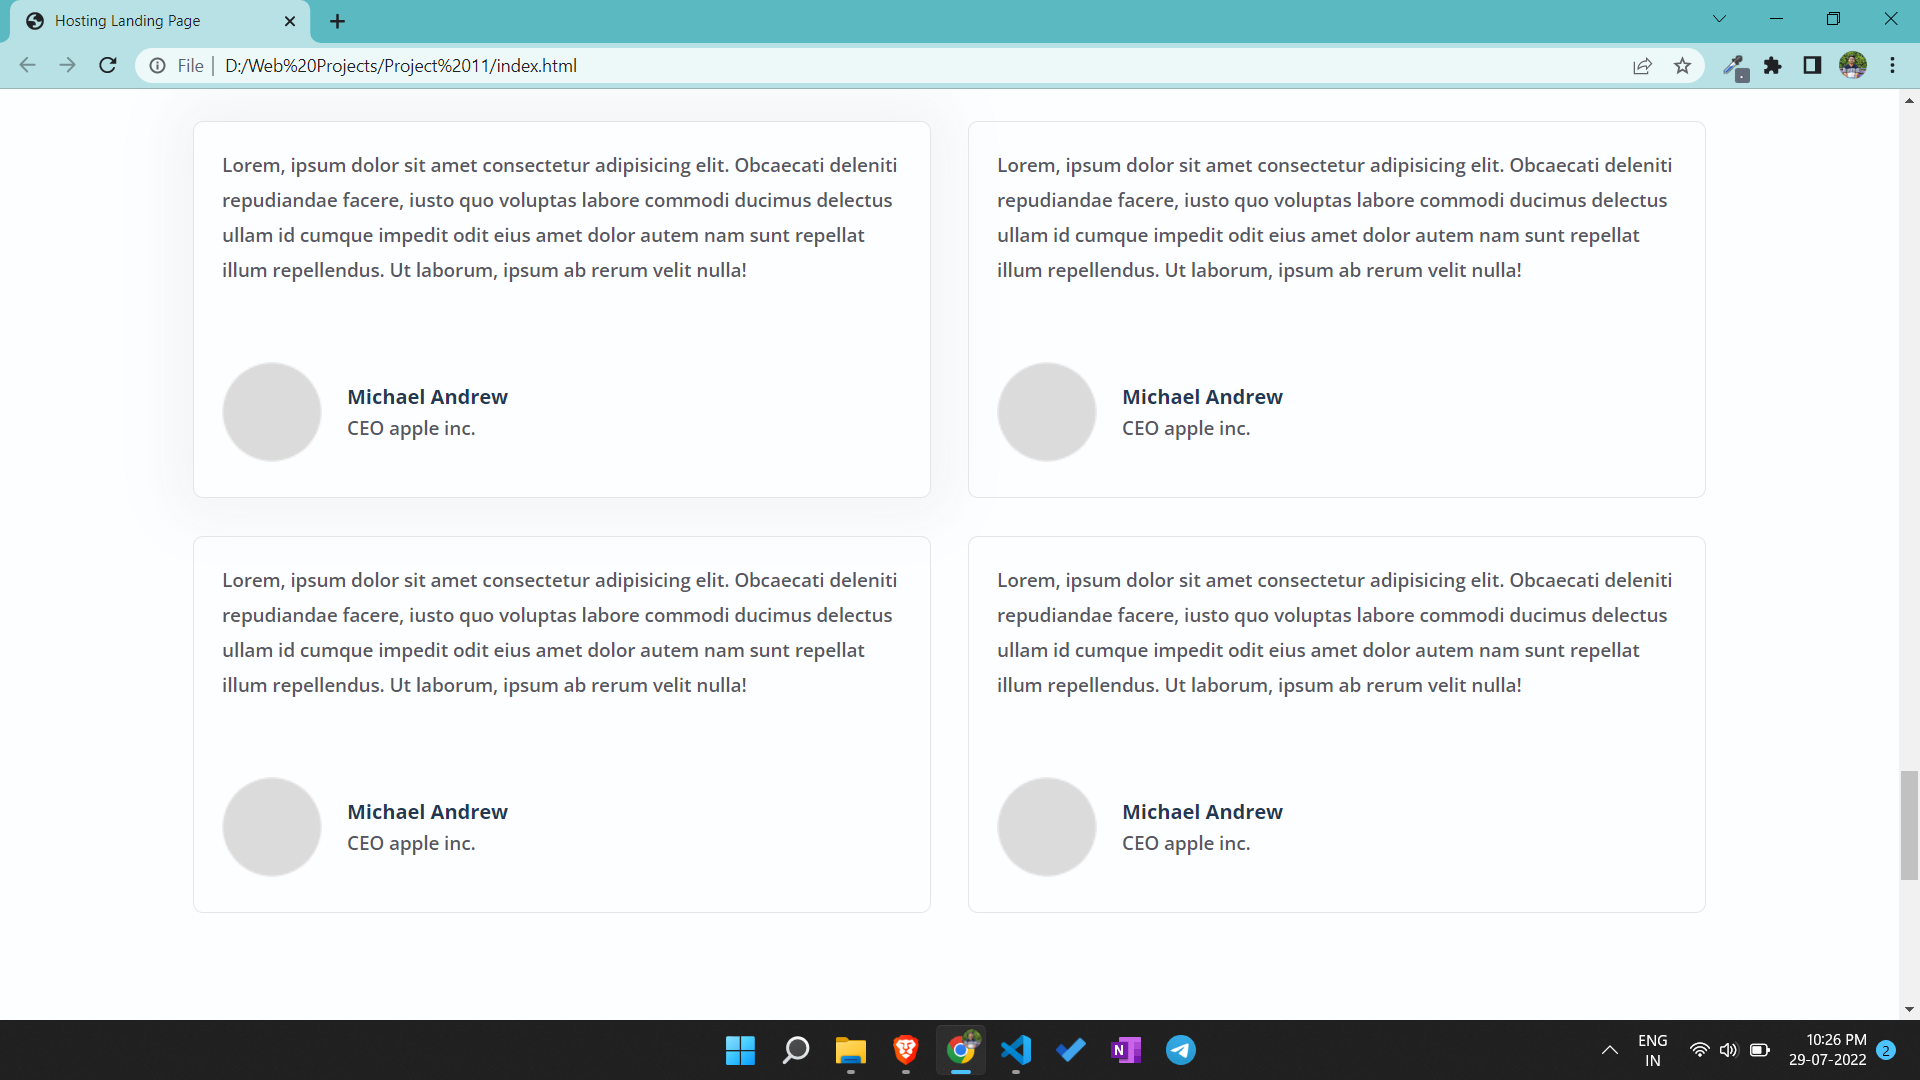 Hosting Landing Page
File | D:/Web%20Projects/Project%2011/index.html
Lorem, ipsum dolor sit amet consectetur adipisicing elit. Obcaecati deleniti
repudiandae facere, iusto quo voluptas labore commodi ducimus delectus
ullam id cumque impedit odit eius amet dolor autem nam sunt repellat
illum repellendus. Ut laborum, ipsum ab rerum velit nulla!
Michael Andrew
CEO apple inc.
Lorem, ipsum dolor sit amet consectetur adipisicing elit. Obcaecati deleniti
repudiandae facere, iusto quo voluptas labore commodi ducimus delectus
ullam id cumque impedit odit eius amet dolor autem nam sunt repellat
illum repellendus. Ut laborum, ipsum ab rerum velit nulla!
Michael Andrew
CEO apple inc.
Lorem, ipsum dolor sit amet consectetur adipisicing elit. Obcaecati deleniti
repudiandae facere, iusto quo voluptas labore commodi ducimus delectus
ullam id cumque impedit odit eius amet dolor autem nam sunt repellat
illum repellendus. Ut laborum, ipsum ab rerum velit nulla!
Michael Andrew
CEO apple inc.
Lorem, ipsum dolor sit amet consectetur adipisicing elit. Obcaecati deleniti
repudiandae facere, iusto quo voluptas labore commodi ducimus delectus
ullam id cumque impedit odit eius amet dolor autem nam sunt repellat
illum repellendus. Ut laborum, ipsum ab rerum velit nulla!
Michael Andrew
CEO apple inc.
N
ENG
IN
10:26 PM
29-07-2022
2